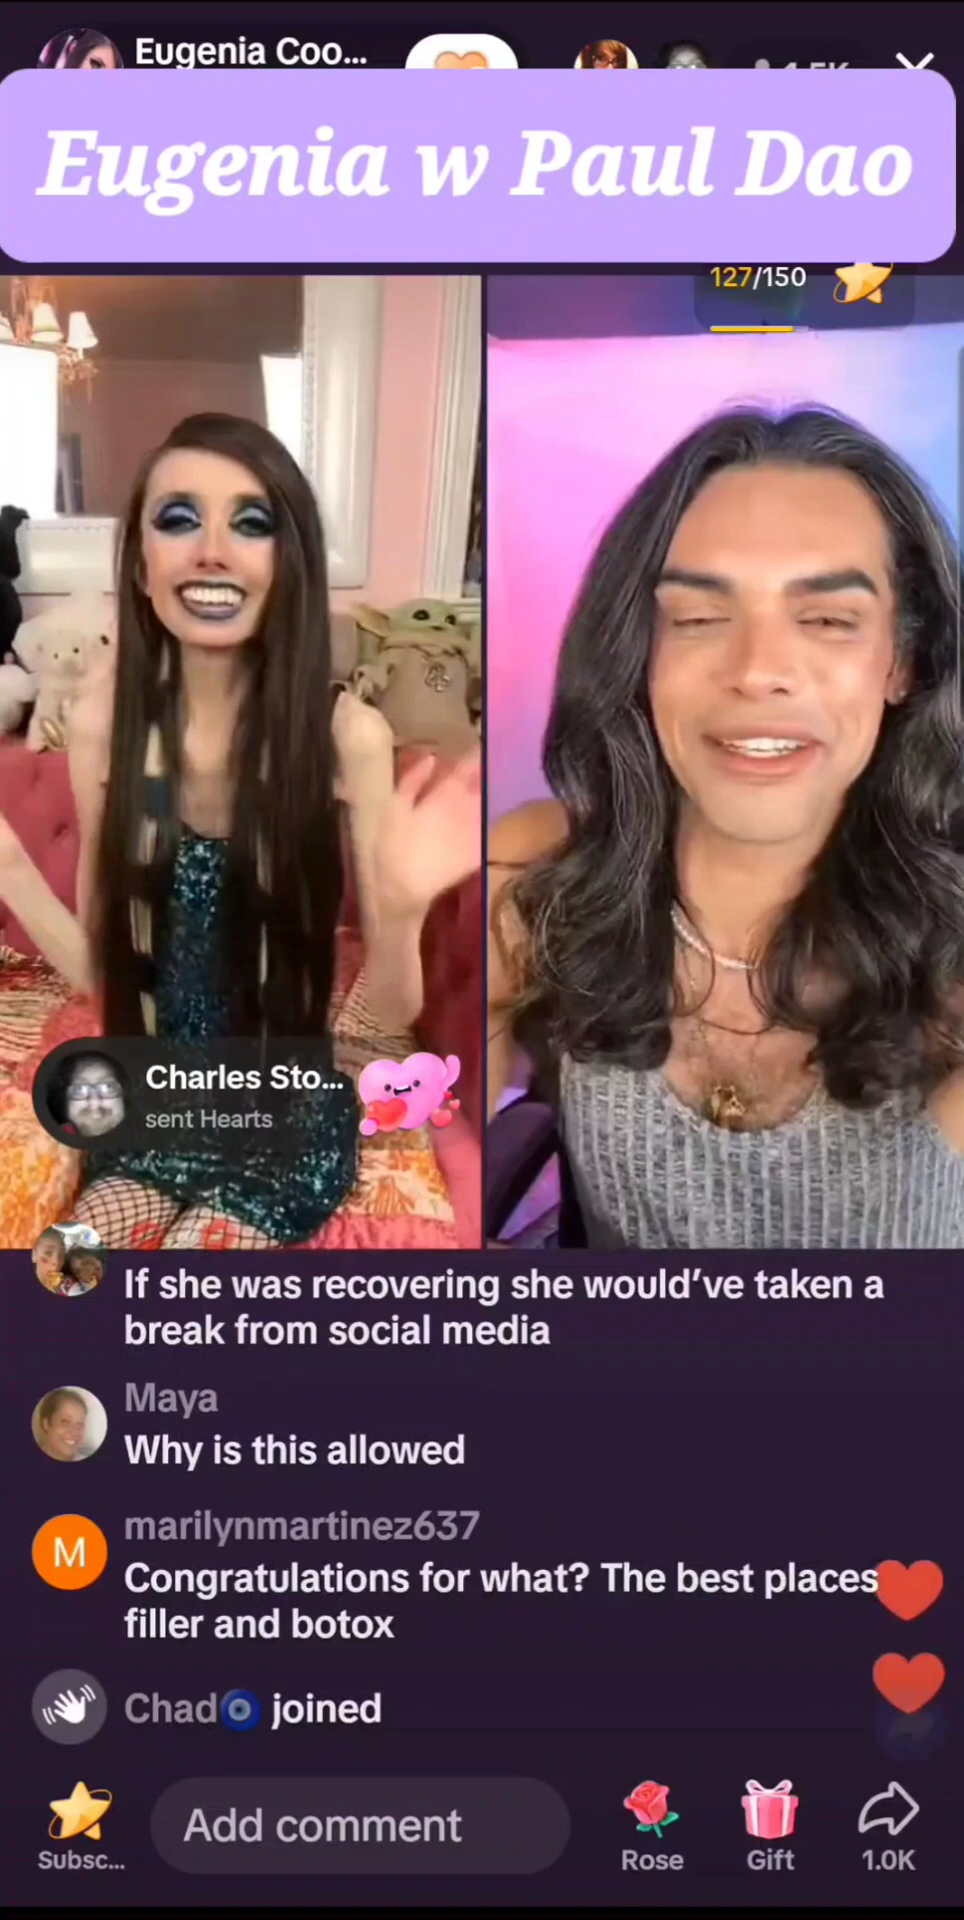 Eugenia Coo...
Eugenia w Paul Dao
127/150
Charles Sto...
sent Hearts
If she was recovering she would've taken a
break from social media
Maya
Why is this allowed
marilynmartinez637
Congratulations for what? The best places
filler and botox
M
Chad🧿 joined
Subsc...
Add comment
Rose
Gift
1.0K